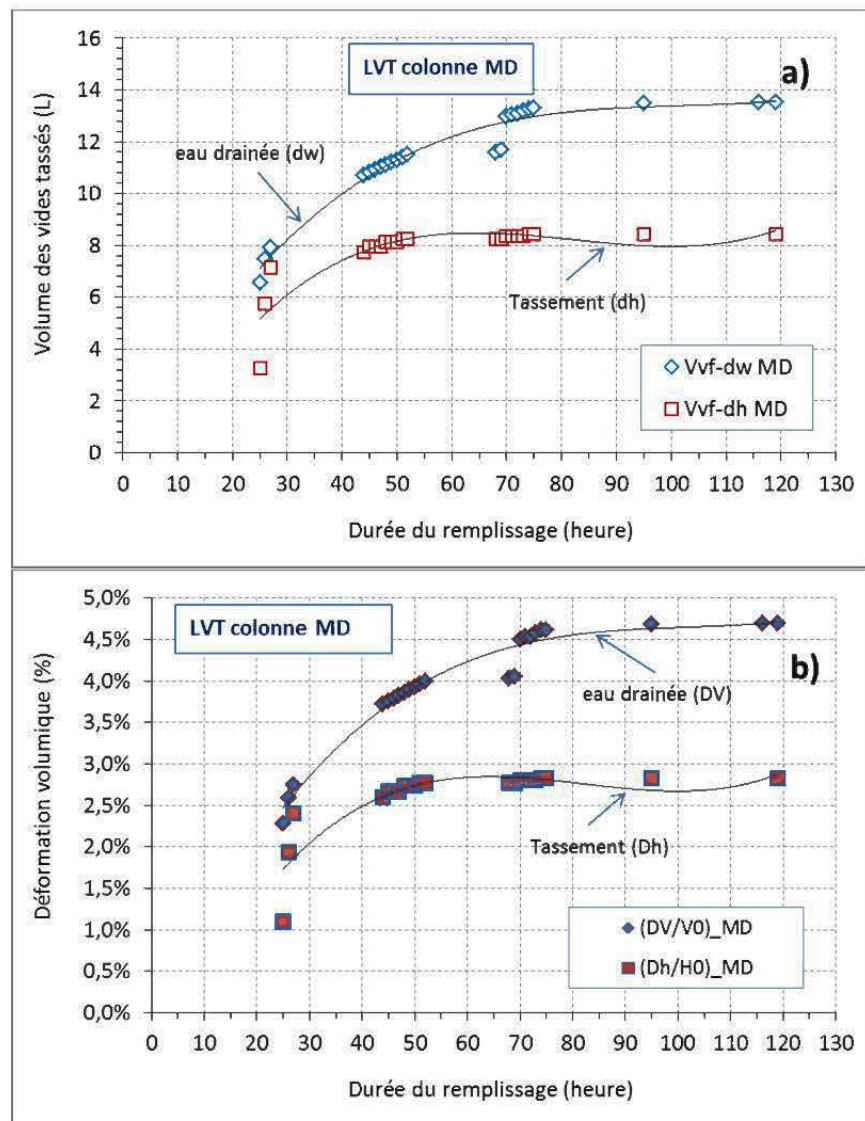 16
14
12
10
8
6
4
2
0
Volume des vides tassés (L)
LVT colonne MD
a)
eau drainée (dw)
Tassement (dh)
Vvf-dw MD
Vvf-dh MD
0 10 20 30 40 50 60 70 80 90 100 110 120 130
Durée du remplissage (heure)
5,0%
4,5%
4,0%
3,5%
3,0%
2,5%
2,0%
1,5%
1,0%
0,5%
0,0%
Déformation volumique (%)
LVT colonne MD
b)
eau drainée (DV)
Tassement (Dh)
(DV/V0)_MD
(Dh/H0)_MD
0 10 20 30 40 50 60 70 80 90 100 110 120 130
Durée du remplissage (heure)